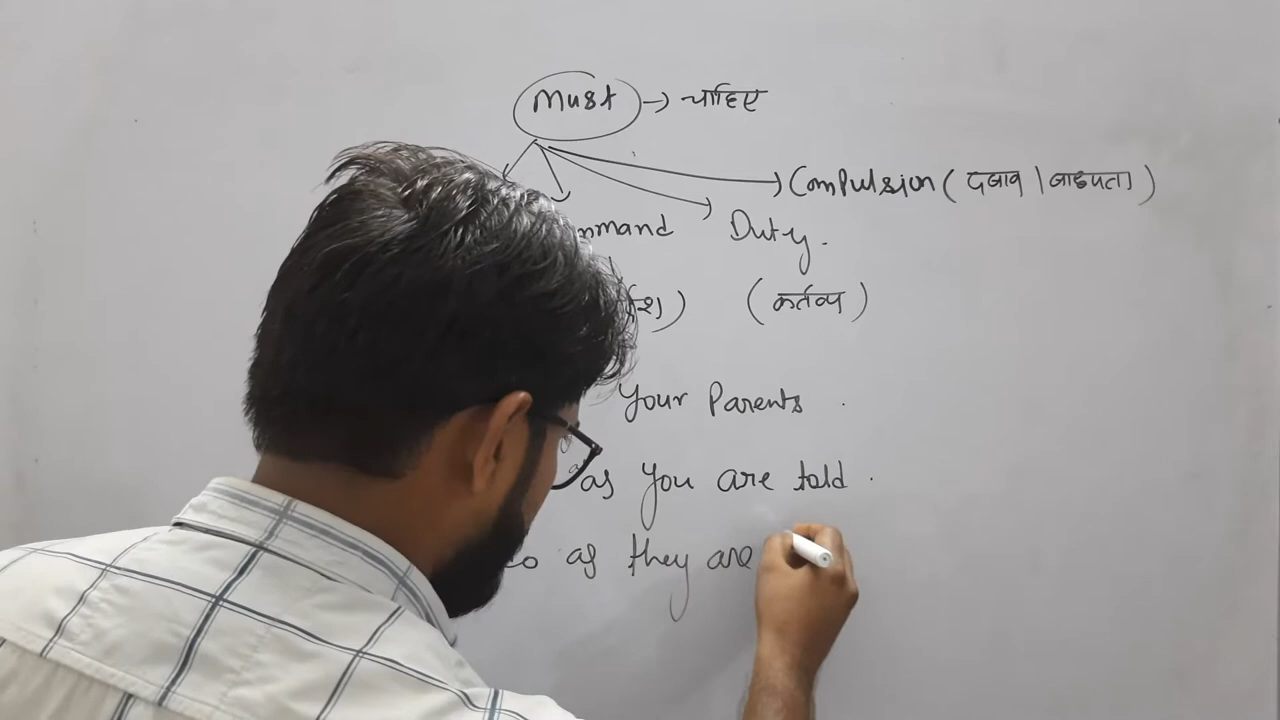 Must → चाहिए
Compulsion ( दबाव | बाध्यता )
mmand Duty.
श) (कर्तव्य)
Your Parents .
as you are told .
as they are